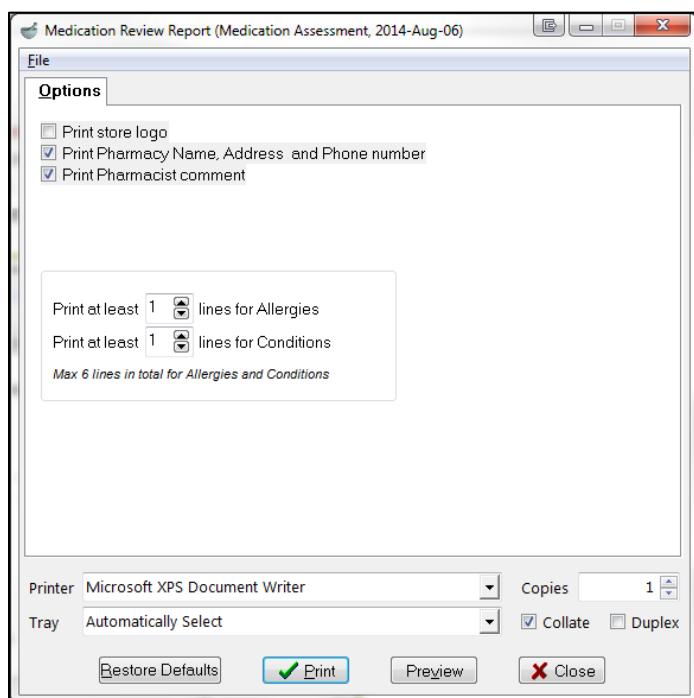 Medication Review Report (Medication Assessment, 2014-Aug-06)
File
Options
Print store logo
Print Pharmacy Name, Address and Phone number
Print Pharmacist comment
Print at least 1 lines for Allergies
Print at least 1 lines for Conditions
Max 6 lines in total for Allergies and Conditions
Printer Microsoft XPS Document Writer Copies 1
Tray Automatically Select Collate Duplex
Restore Defaults Print Preview Close